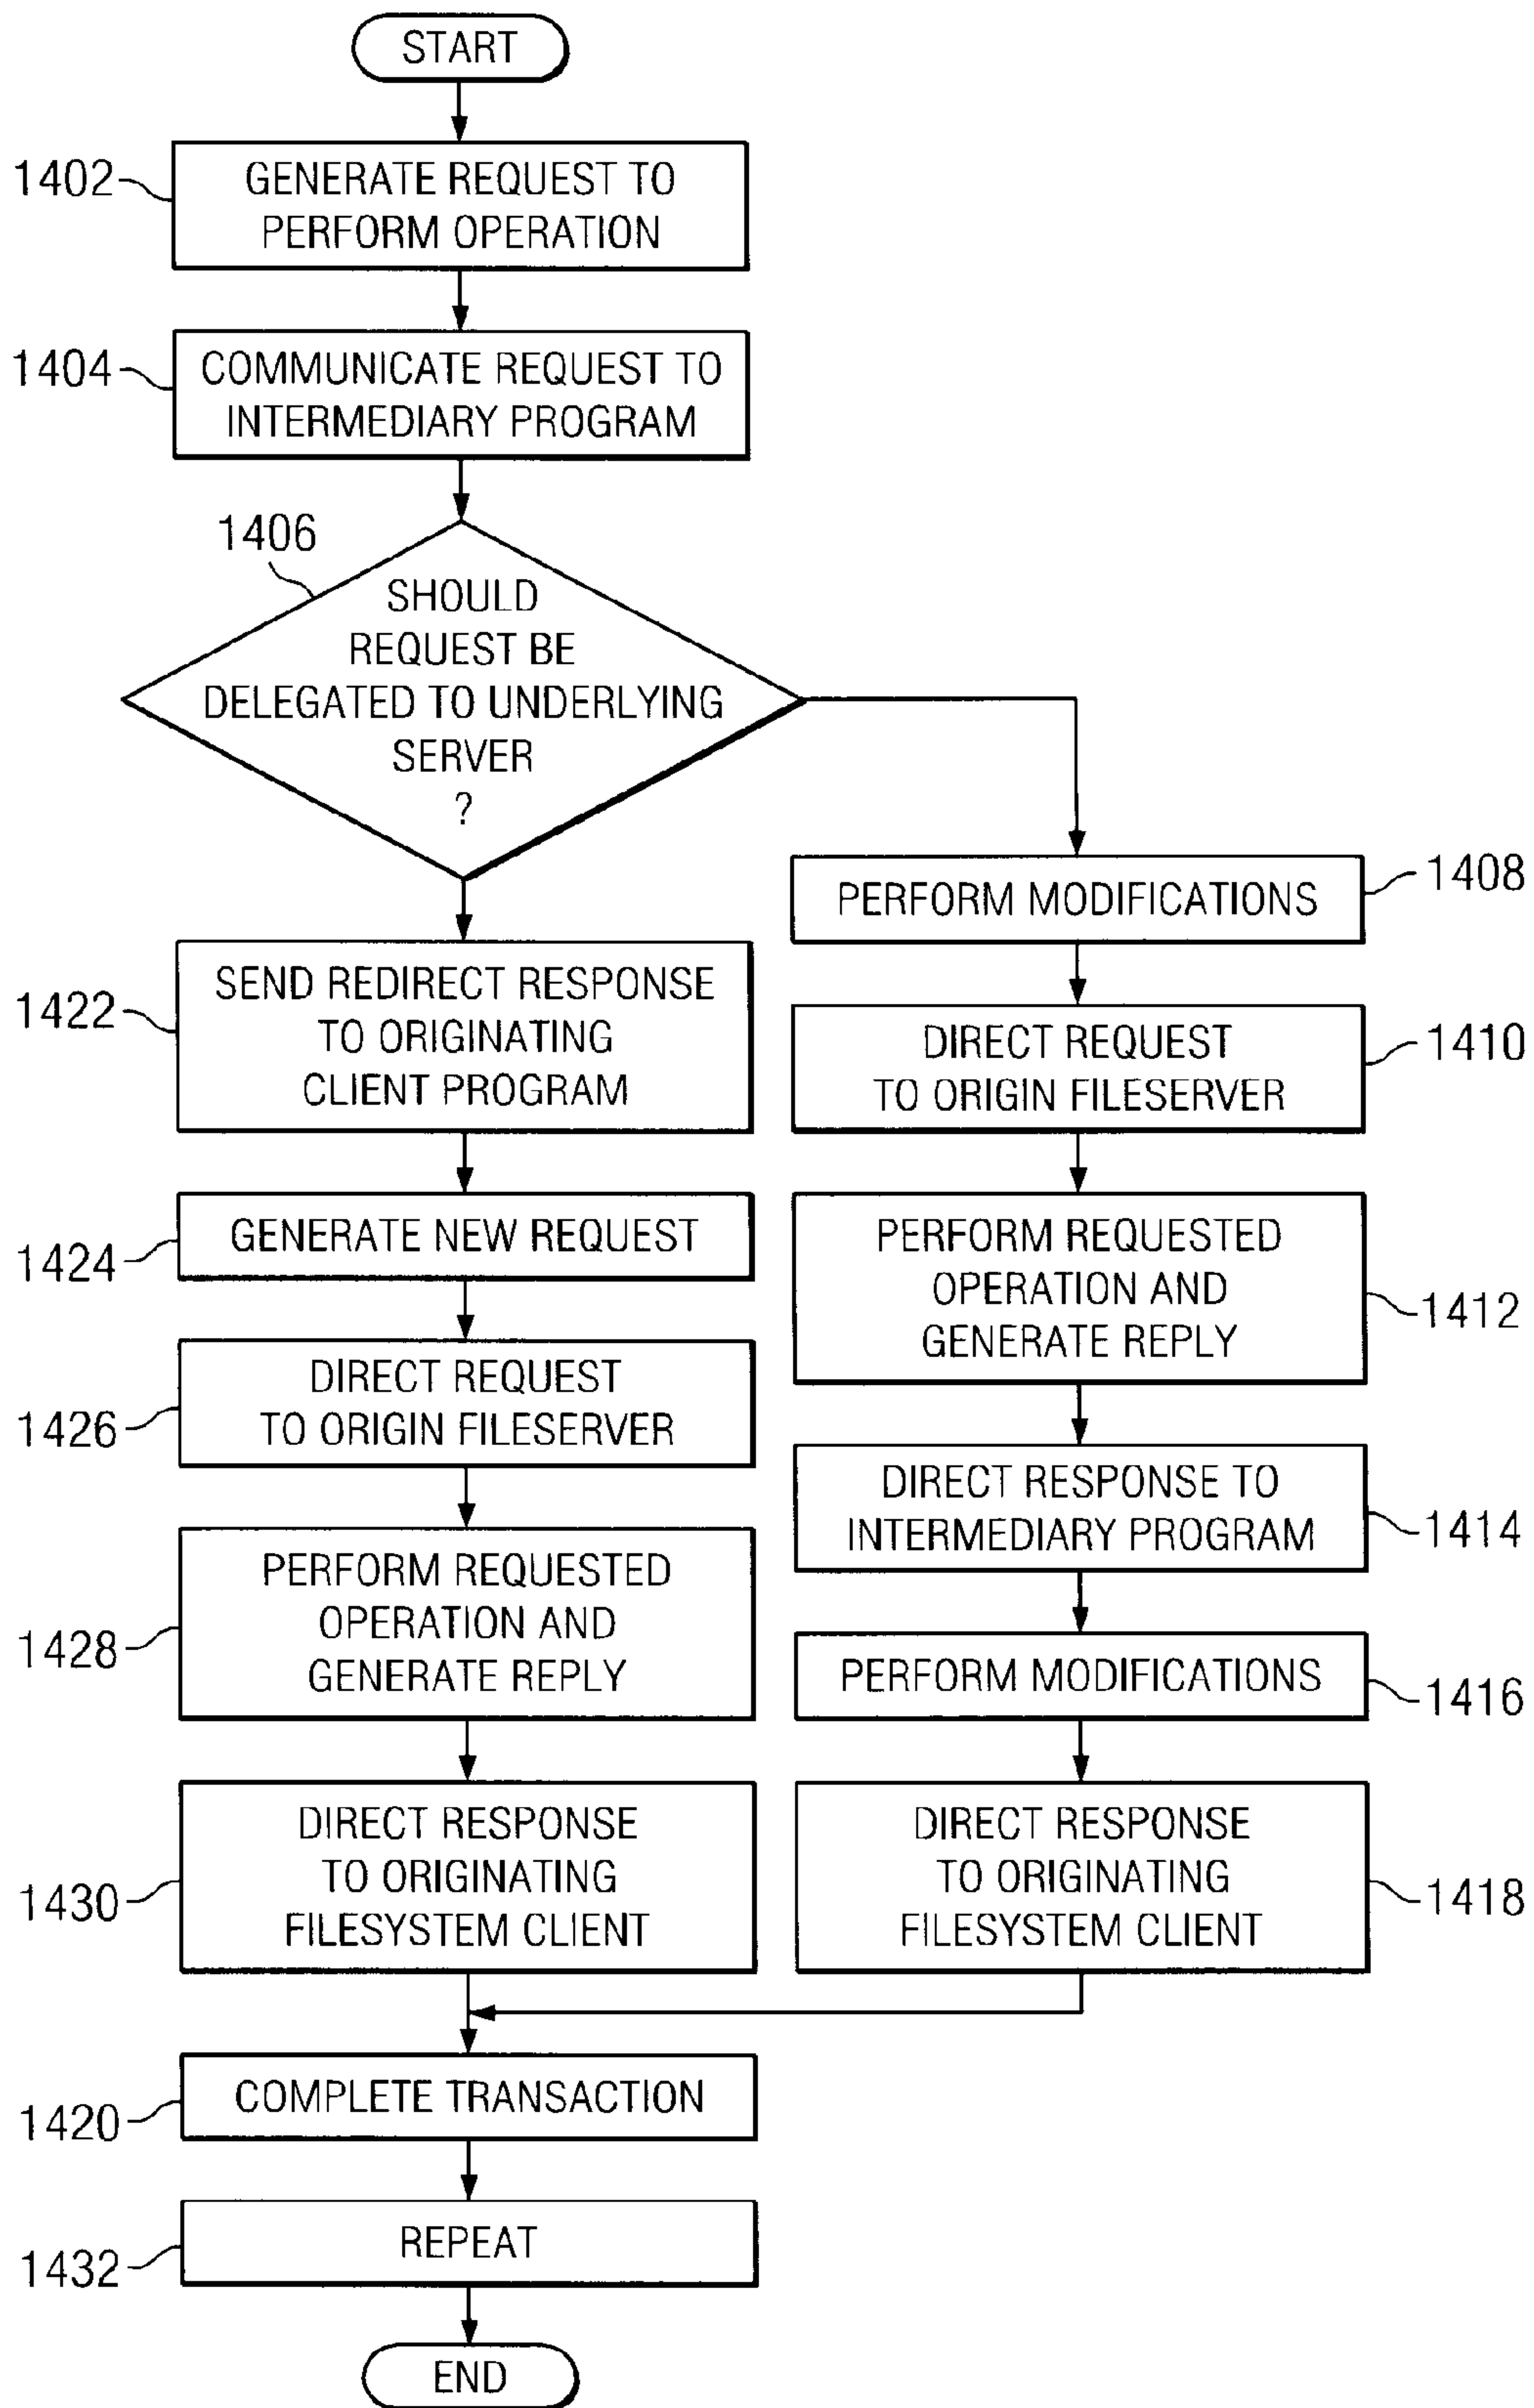 START
1402
GENERATE REQUEST TO
PERFORM OPERATION
1404
COMMUNICATE REQUEST TO
INTERMEDIARY PROGRAM
1406
SHOULD
REQUEST BE
DELEGATED TO UNDERLYING
SERVER
?
1408
PERFORM MODIFICATIONS
1410
DIRECT REQUEST
TO ORIGIN FILESERVER
1412
PERFORM REQUESTED
OPERATION AND
GENERATE REPLY
1414
DIRECT RESPONSE TO
INTERMEDIARY PROGRAM
1416
PERFORM MODIFICATIONS
1418
DIRECT RESPONSE
TO ORIGINATING
FILESYSTEM CLIENT
1422
SEND REDIRECT RESPONSE
TO ORIGINATING
CLIENT PROGRAM
1424
GENERATE NEW REQUEST
1426
DIRECT REQUEST
TO ORIGIN FILESERVER
1428
PERFORM REQUESTED
OPERATION AND
GENERATE REPLY
1430
DIRECT RESPONSE
TO ORIGINATING
FILESYSTEM CLIENT
1420
COMPLETE TRANSACTION
1432
REPEAT
END